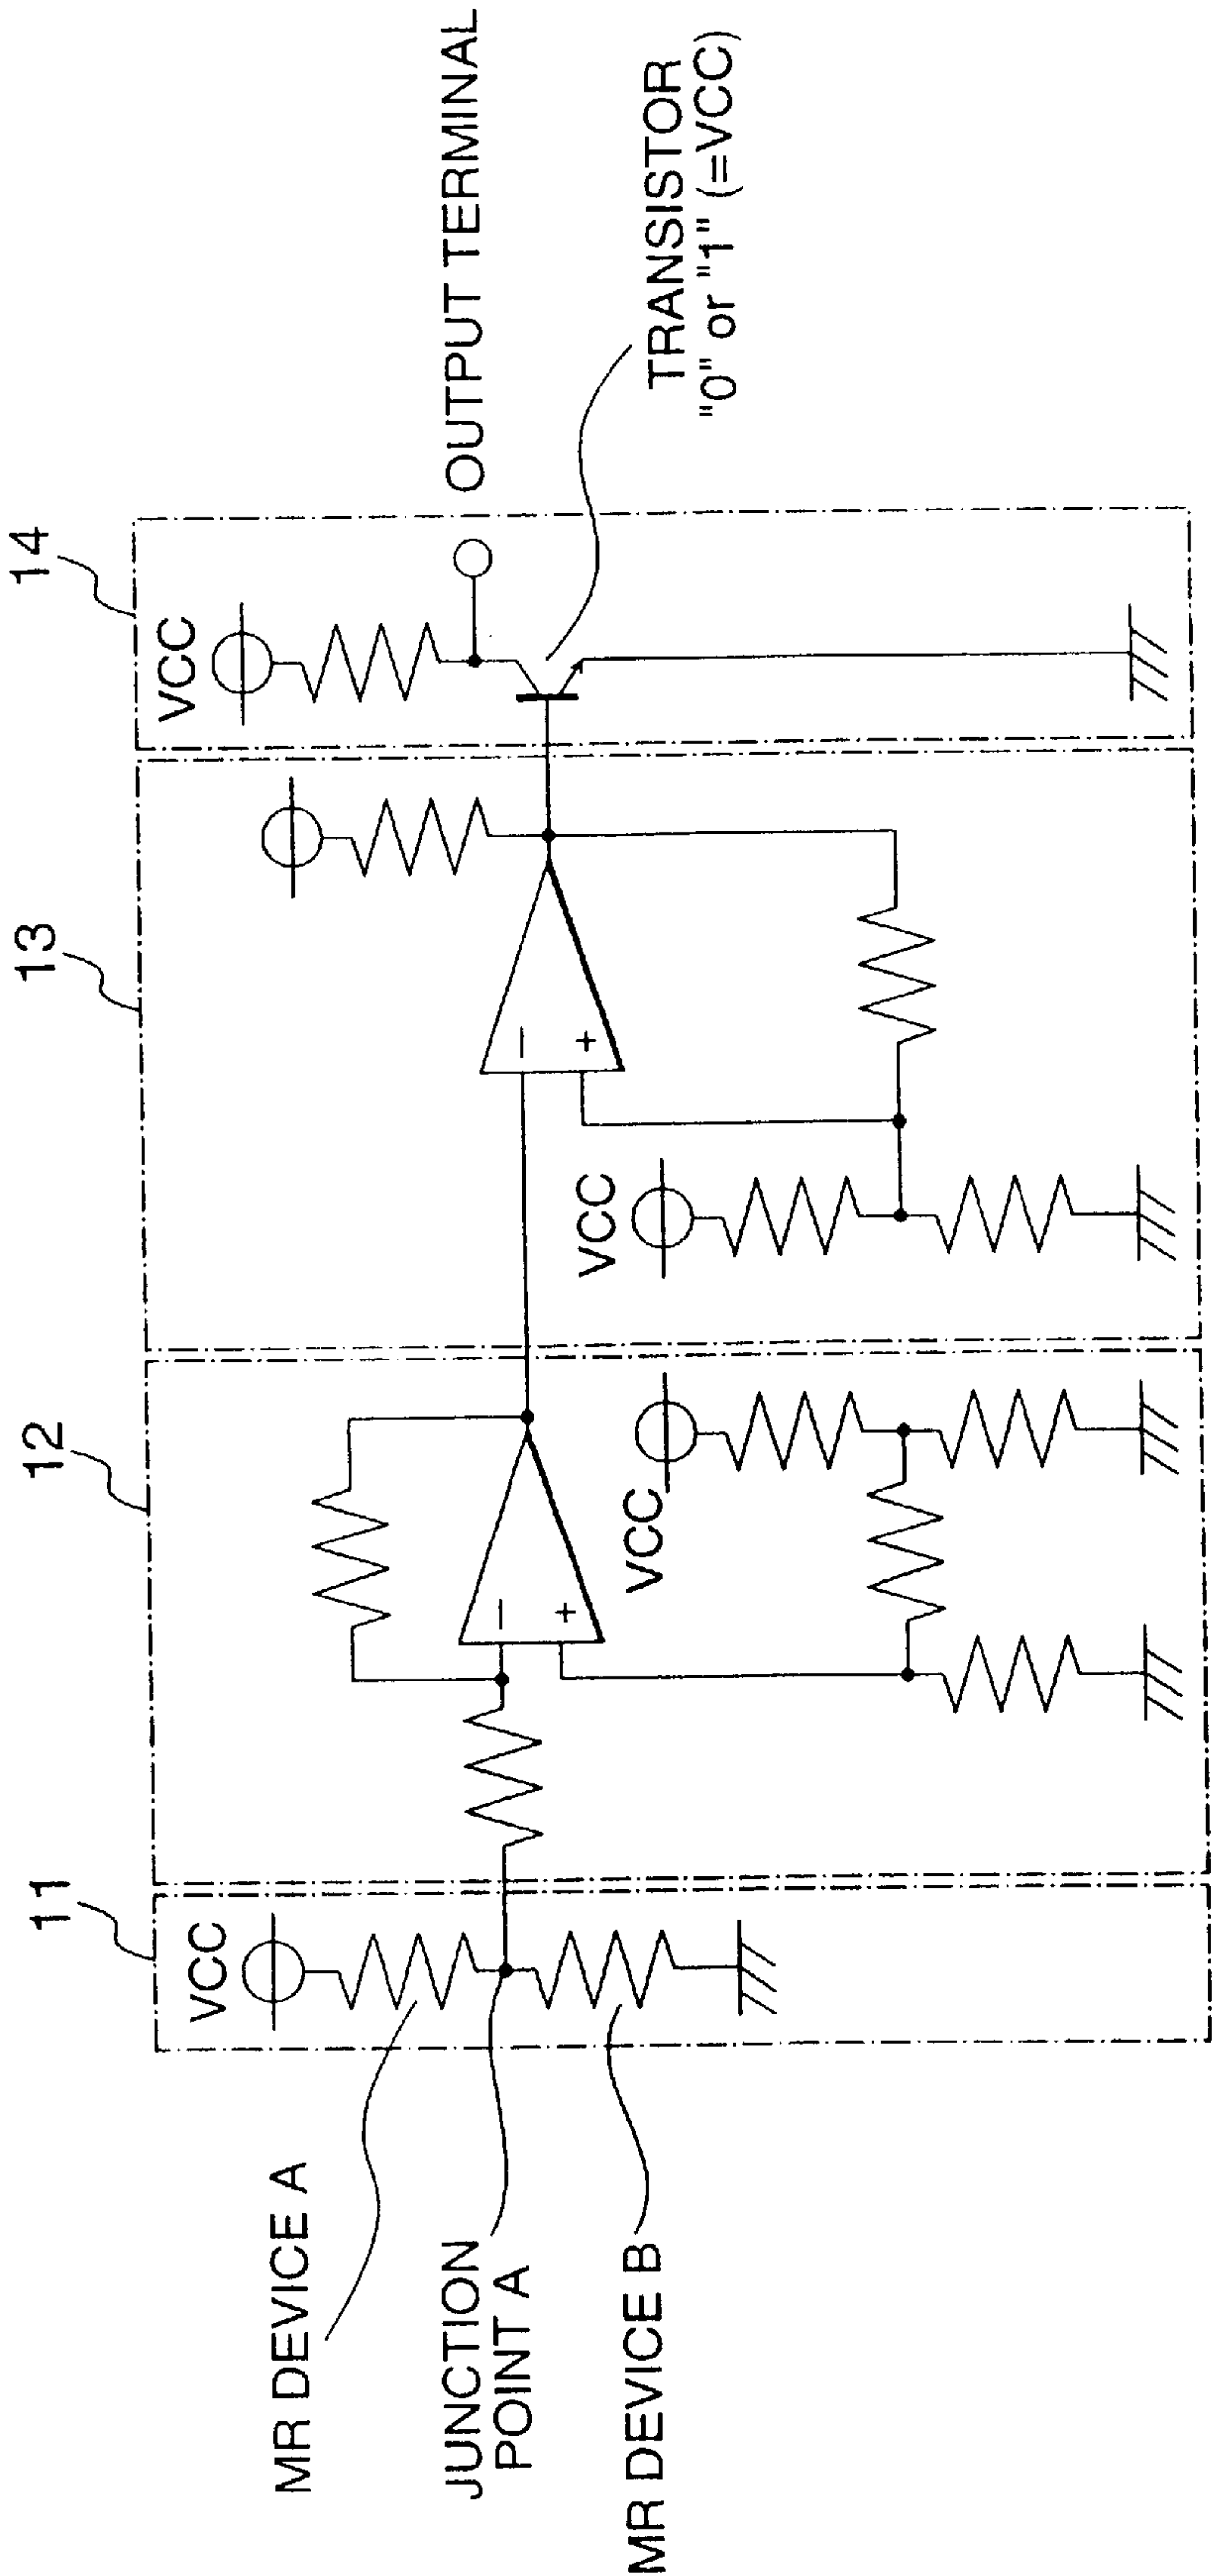 11
12
13
14
VCC
VCC
VCC
VCC
OUTPUT TERMINAL
TRANSISTOR
"0" or "1" (=VCC)
MR DEVICE A
JUNCTION
POINT A
MR DEVICE B
−
+
−
+